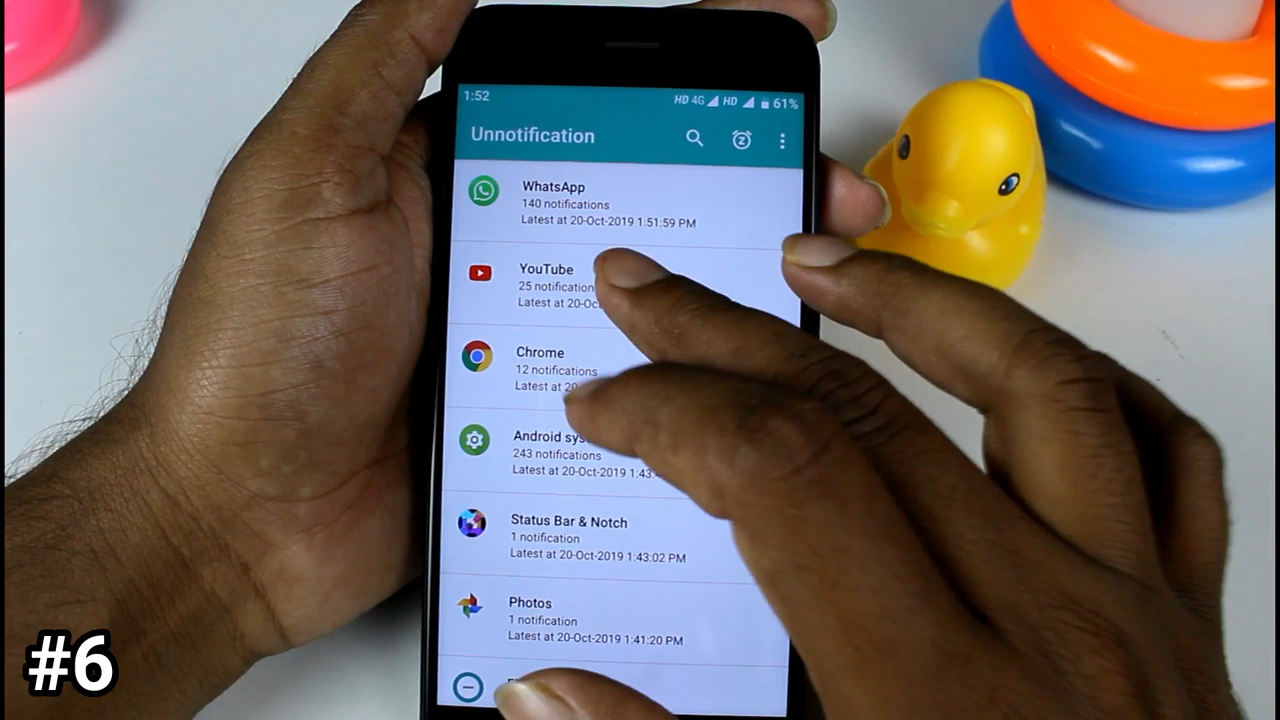 1:52 HD 4G HD 61%
Unnotification
WhatsApp
140 notifications
Latest at 20-Oct-2019 1:51:59 PM
YouTube
25 notification
Latest at 20-Oc
Chrome
12 notifications
Latest at 20
Android sys
243 notifications
Latest at 20-Oct-2019 1:43:
Status Bar & Notch
1 notification
Latest at 20-Oct-2019 1:43:02 PM
Photos
1 notification
Latest at 20-Oct-2019 1:41:20 PM
#6